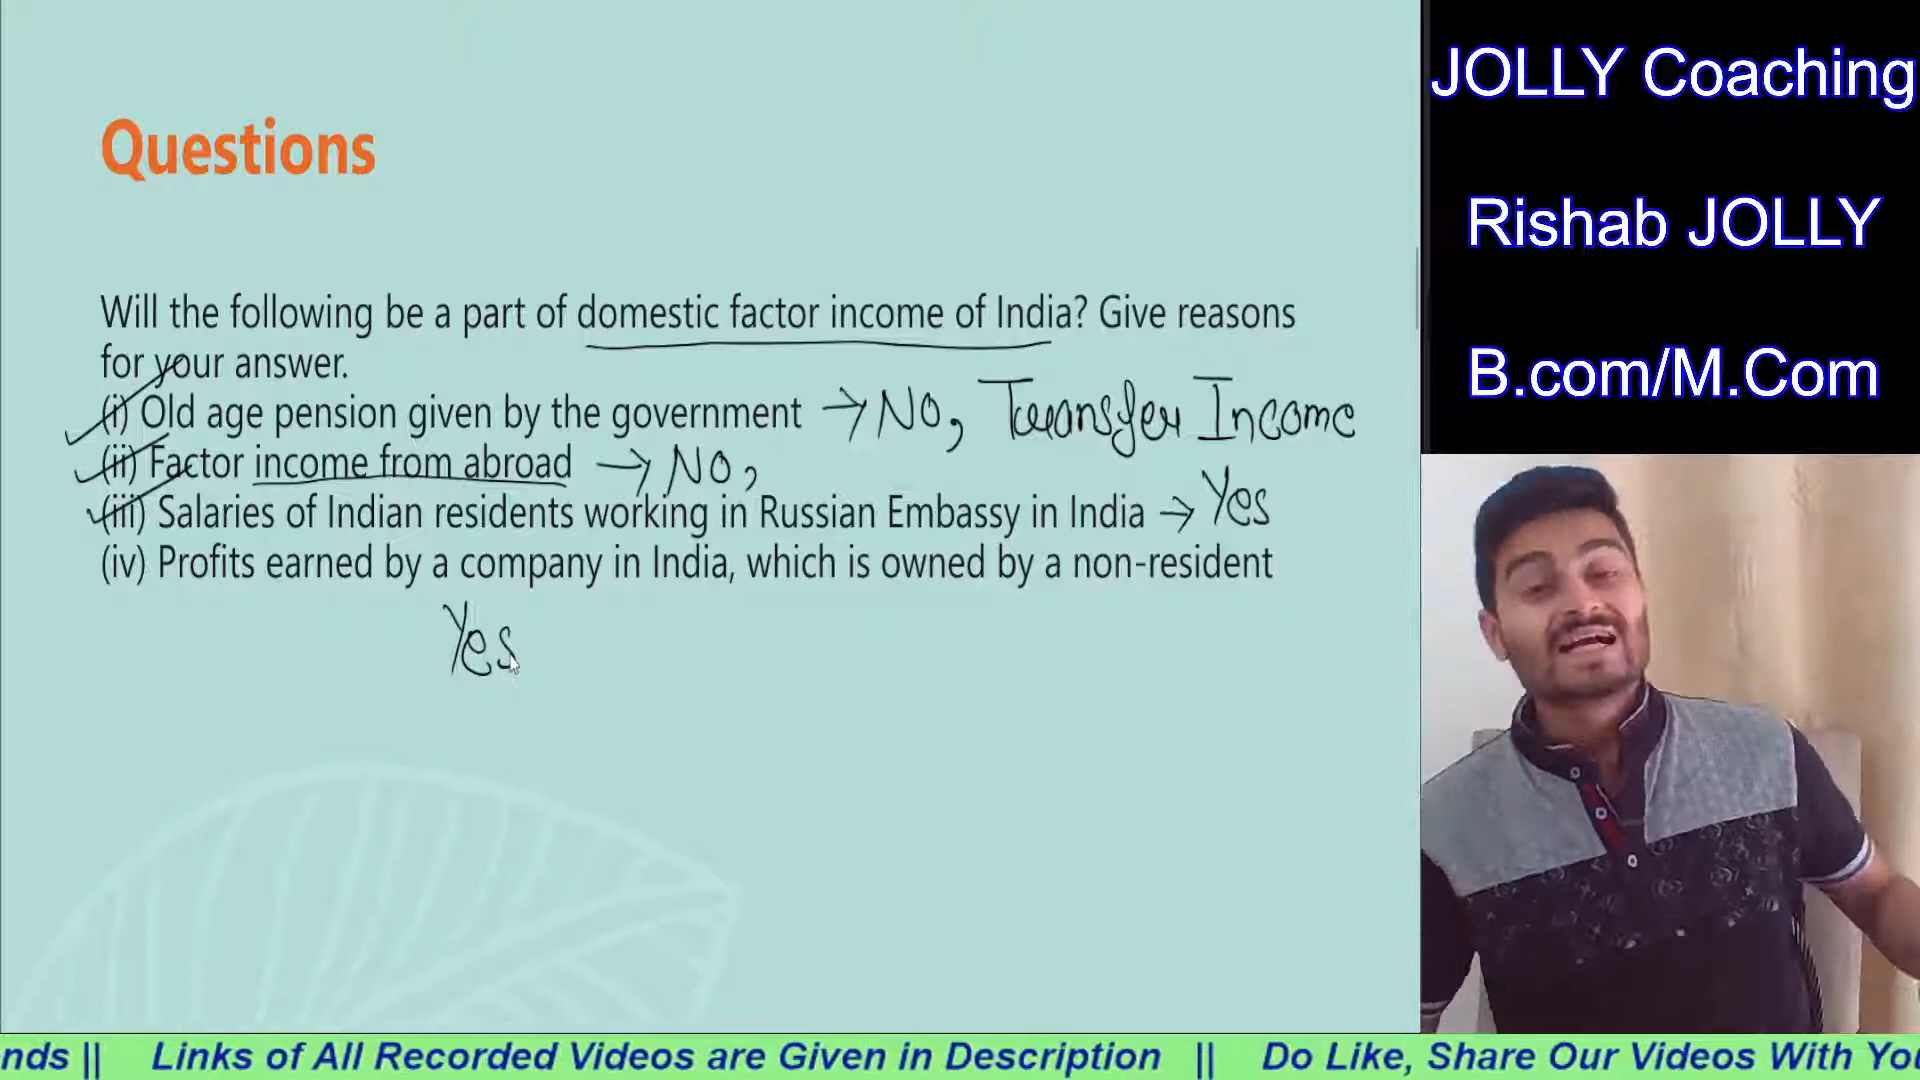 Questions
Will the following be a part of domestic factor income of India? Give reasons
for your answer.
(i) Old age pension given by the government → No, Transfer Income
(ii) Factor income from abroad → No,
(iii) Salaries of Indian residents working in Russian Embassy in India → Yes
(iv) Profits earned by a company in India, which is owned by a non-resident
Yes
JOLLY Coaching
Rishab JOLLY
B.com/M.Com
nds || Links of All Recorded Videos are Given in Description || Do Like, Share Our Videos With You